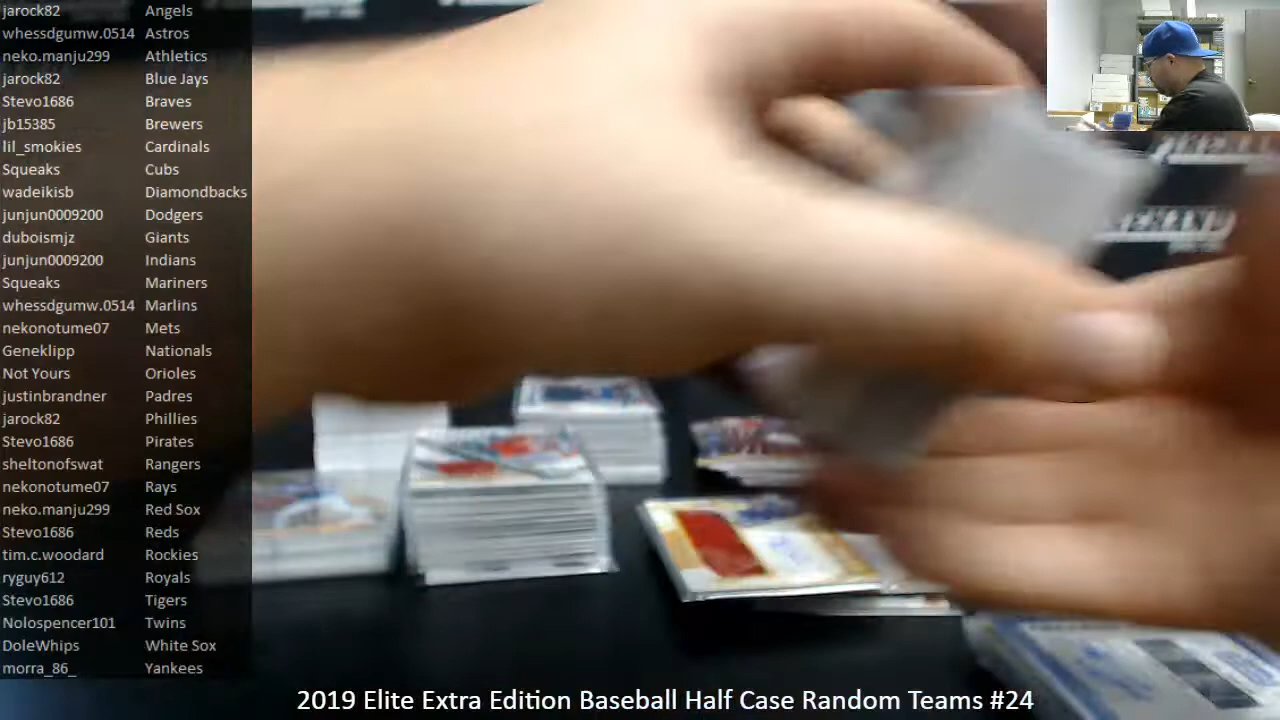 jarock82 Angels
whessdgumw.0514 Astros
neko.manju299 Athletics
jarock82 Blue Jays
Stevo1686 Braves
jb15385 Brewers
lil_smokies Cardinals
Squeaks Cubs
wadeikisb Diamondbacks
junjun0009200 Dodgers
duboismjz Giants
junjun0009200 Indians
Squeaks Mariners
whessdgumw.0514 Marlins
nekonotume07 Mets
Geneklipp Nationals
Not Yours Orioles
justinbrandner Padres
jarock82 Phillies
Stevo1686 Pirates
sheltonofswat Rangers
nekonotume07 Rays
neko.manju299 Red Sox
Stevo1686 Reds
tim.c.woodard Rockies
ryguy612 Royals
Stevo1686 Tigers
Nolospencer101 Twins
DoleWhips White Sox
morra_86_ Yankees
2019 Elite Extra Edition Baseball Half Case Random Teams #24